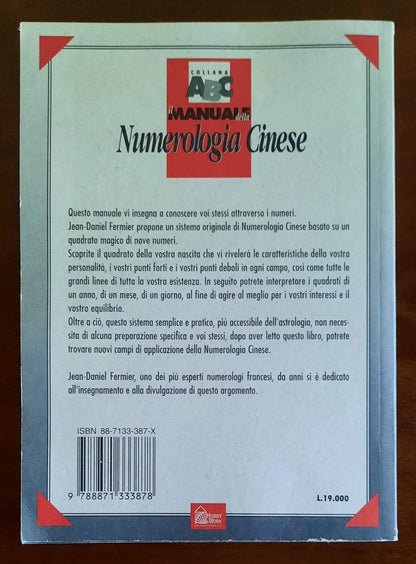 COLLANA
ABC
il MANUALE della
Numerologia Cinese
Questo manuale vi insegna a conoscere voi stessi attraverso i numeri.
Jean-Daniel Fermier propone un sistema originale di Numerologia Cinese basato su un
quadrato magico di nove numeri.
Scoprite il quadrato della vostra nascita che vi rivelerà le caratteristiche della vostra
personalità, i vostri punti forti e i vostri punti deboli in ogni campo, così come tutte le
grandi linee di tutta la vostra esistenza. In seguito potrete interpretare i quadrati di
un anno, di un mese, di un giorno, al fine di agire al meglio per i vostri interessi e il
vostro equilibrio.
Oltre a ciò, questo sistema semplice e pratico, più accessibile dell'astrologia, non neces-
sita di alcuna preparazione specifica e voi stessi, dopo aver letto questo libro, potrete
trovare nuovi campi di applicazione della Numerologia Cinese.
Jean-Daniel Fermier, uno dei più esperti numerologi francesi, da anni si è dedicato
all'insegnamento e alla divulgazione di questo argomento.
ISBN 88-7133-387-X
9 788871 333878
HOBBY
& WORK
L.19.000